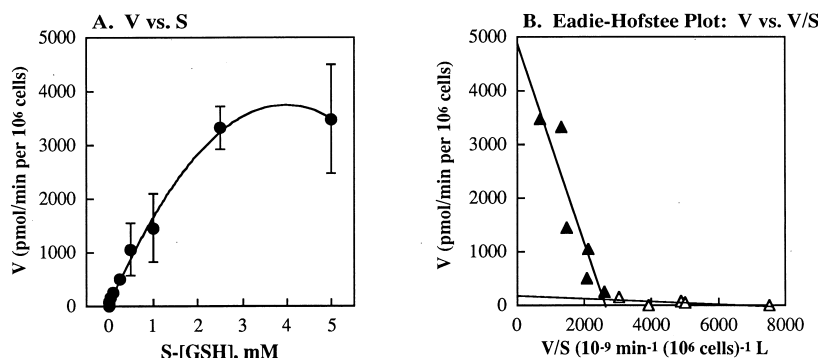 A. V vs. S
V (pmol/min per 10⁶ cells)
5000
4000
3000
2000
1000
0
0 1 2 3 4 5
S-[GSH], mM
B. Eadie-Hofstee Plot: V vs. V/S
V (pmol/min per 10⁶ cells)
5000
4000
3000
2000
1000
0
0 2000 4000 6000 8000
V/S (10⁻⁹ min⁻¹ (10⁶ cells)⁻¹ L